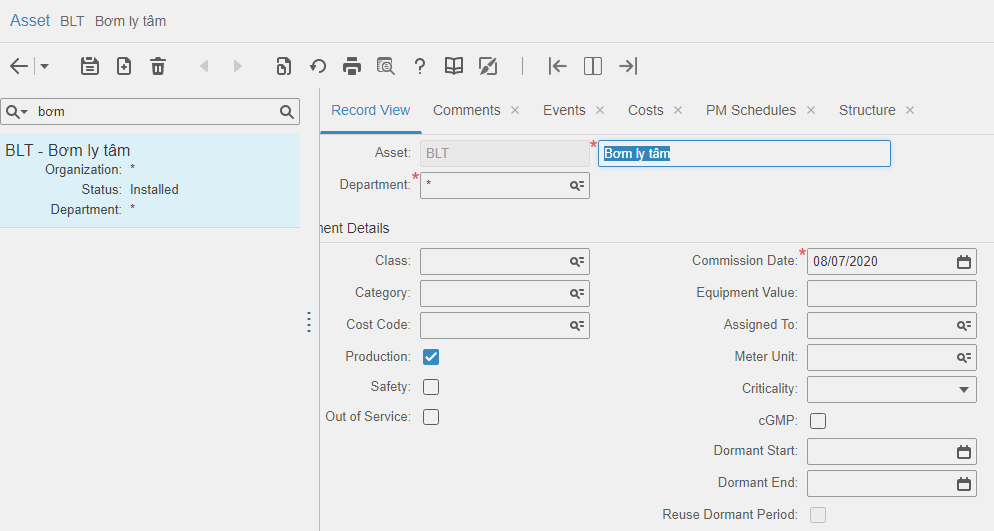 Asset BLT Bơm ly tâm
bơm
BLT - Bơm ly tâm
Organization: *
Status: Installed
Department: *
Record View Comments × Events × Costs × PM Schedules × Structure ×
Asset: BLT * Bơm ly tâm
Department: * *
nent Details
Class:
Commission Date: * 08/07/2020
Category:
Equipment Value:
Cost Code:
Assigned To:
Production:
Meter Unit:
Safety:
Criticality:
Out of Service:
cGMP:
Dormant Start:
Dormant End:
Reuse Dormant Period: